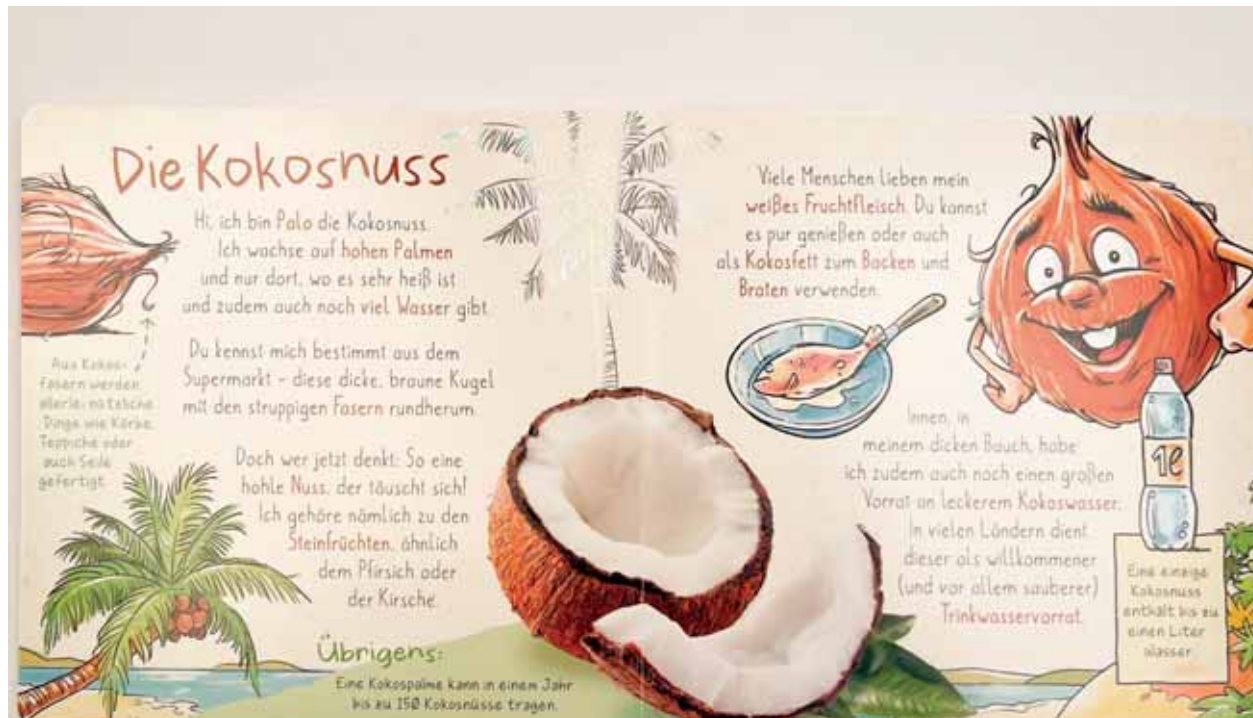 Die Kokosnuss
Hi, ich bin Palo die Kokosnuss.
Ich wachse auf hohen Palmen
und nur dort, wo es sehr heiß ist
und zudem auch noch viel Wasser gibt.
Du kennst mich bestimmt aus dem
Supermarkt – diese dicke, braune Kugel
mit den struppigen Fasern rundherum.
Doch wer jetzt denkt: So eine
hohle Nuss, der täuscht sich!
Ich gehöre nämlich zu den
Steinfrüchten, ähnlich
dem Pfirsich oder
der Kirsche.
Aus Kokos-
fasern werden
allerlei nützliche
Dinge wie Körbe,
Teppiche oder
auch Seile
gefertigt.
Übrigens:
Eine Kokospalme kann in einem Jahr
bis zu 150 Kokosnüsse tragen.
Viele Menschen lieben mein
weißes Fruchtfleisch. Du kannst
es pur genießen oder auch
als Kokosfett zum Backen und
Braten verwenden.
Innen, in
meinem dicken Bauch, habe
ich zudem auch noch einen großen
Vorrat an leckerem Kokoswasser.
In vielen Ländern dient
dieser als willkommener
(und vor allem sauberer)
Trinkwasservorrat.
1l
Eine einzige
Kokosnuss
enthält bis zu
einen Liter
Wasser.